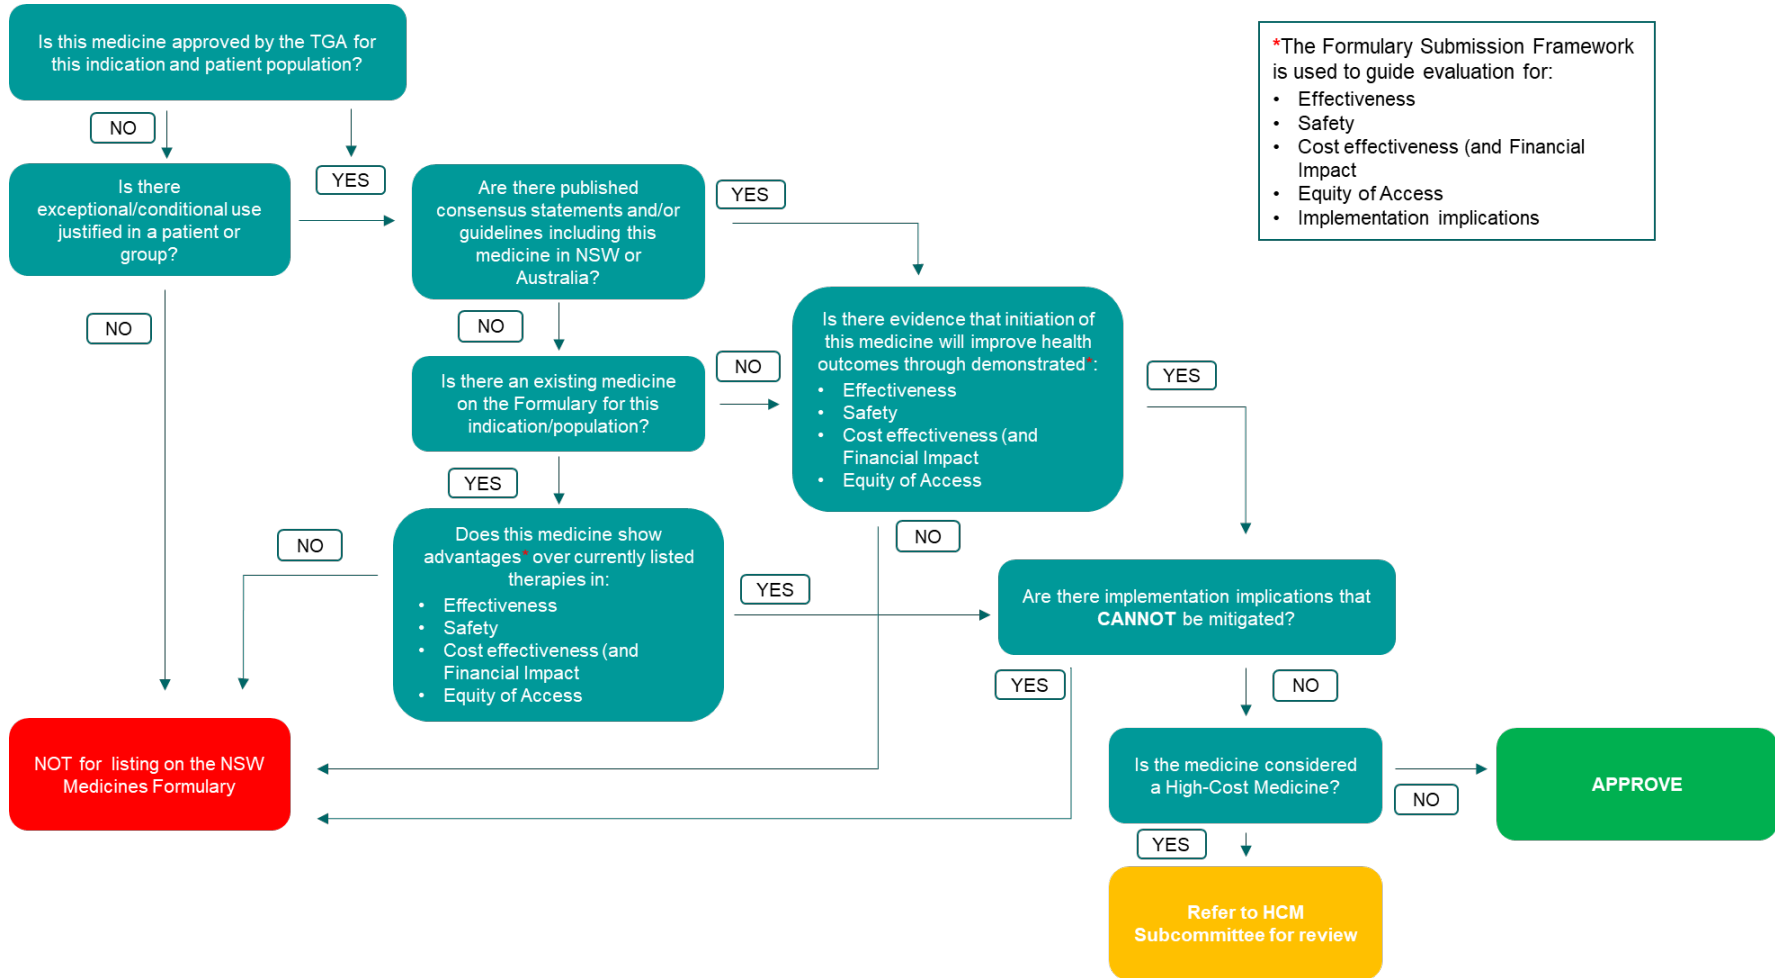 Is this medicine approved by the TGA for
this indication and patient population?
NO
YES
Is there
exceptional/conditional use
justified in a patient or
group?
NO
Are there published
consensus statements and/or
guidelines including this
medicine in NSW or
Australia?
YES
NO
Is there an existing medicine
on the Formulary for this
indication/population?
NO
YES
Is there evidence that initiation of
this medicine will improve health
outcomes through demonstrated*:
• Effectiveness
• Safety
• Cost effectiveness (and
Financial Impact
• Equity of Access
YES
NO
Does this medicine show
advantages* over currently listed
therapies in:
• Effectiveness
• Safety
• Cost effectiveness (and
Financial Impact
• Equity of Access
NO
YES
Are there implementation implications that
CANNOT be mitigated?
YES
NO
NOT for listing on the NSW
Medicines Formulary
Is the medicine considered
a High-Cost Medicine?
NO
APPROVE
YES
Refer to HCM
Subcommittee for review
*The Formulary Submission Framework
is used to guide evaluation for:
• Effectiveness
• Safety
• Cost effectiveness (and Financial
Impact
• Equity of Access
• Implementation implications